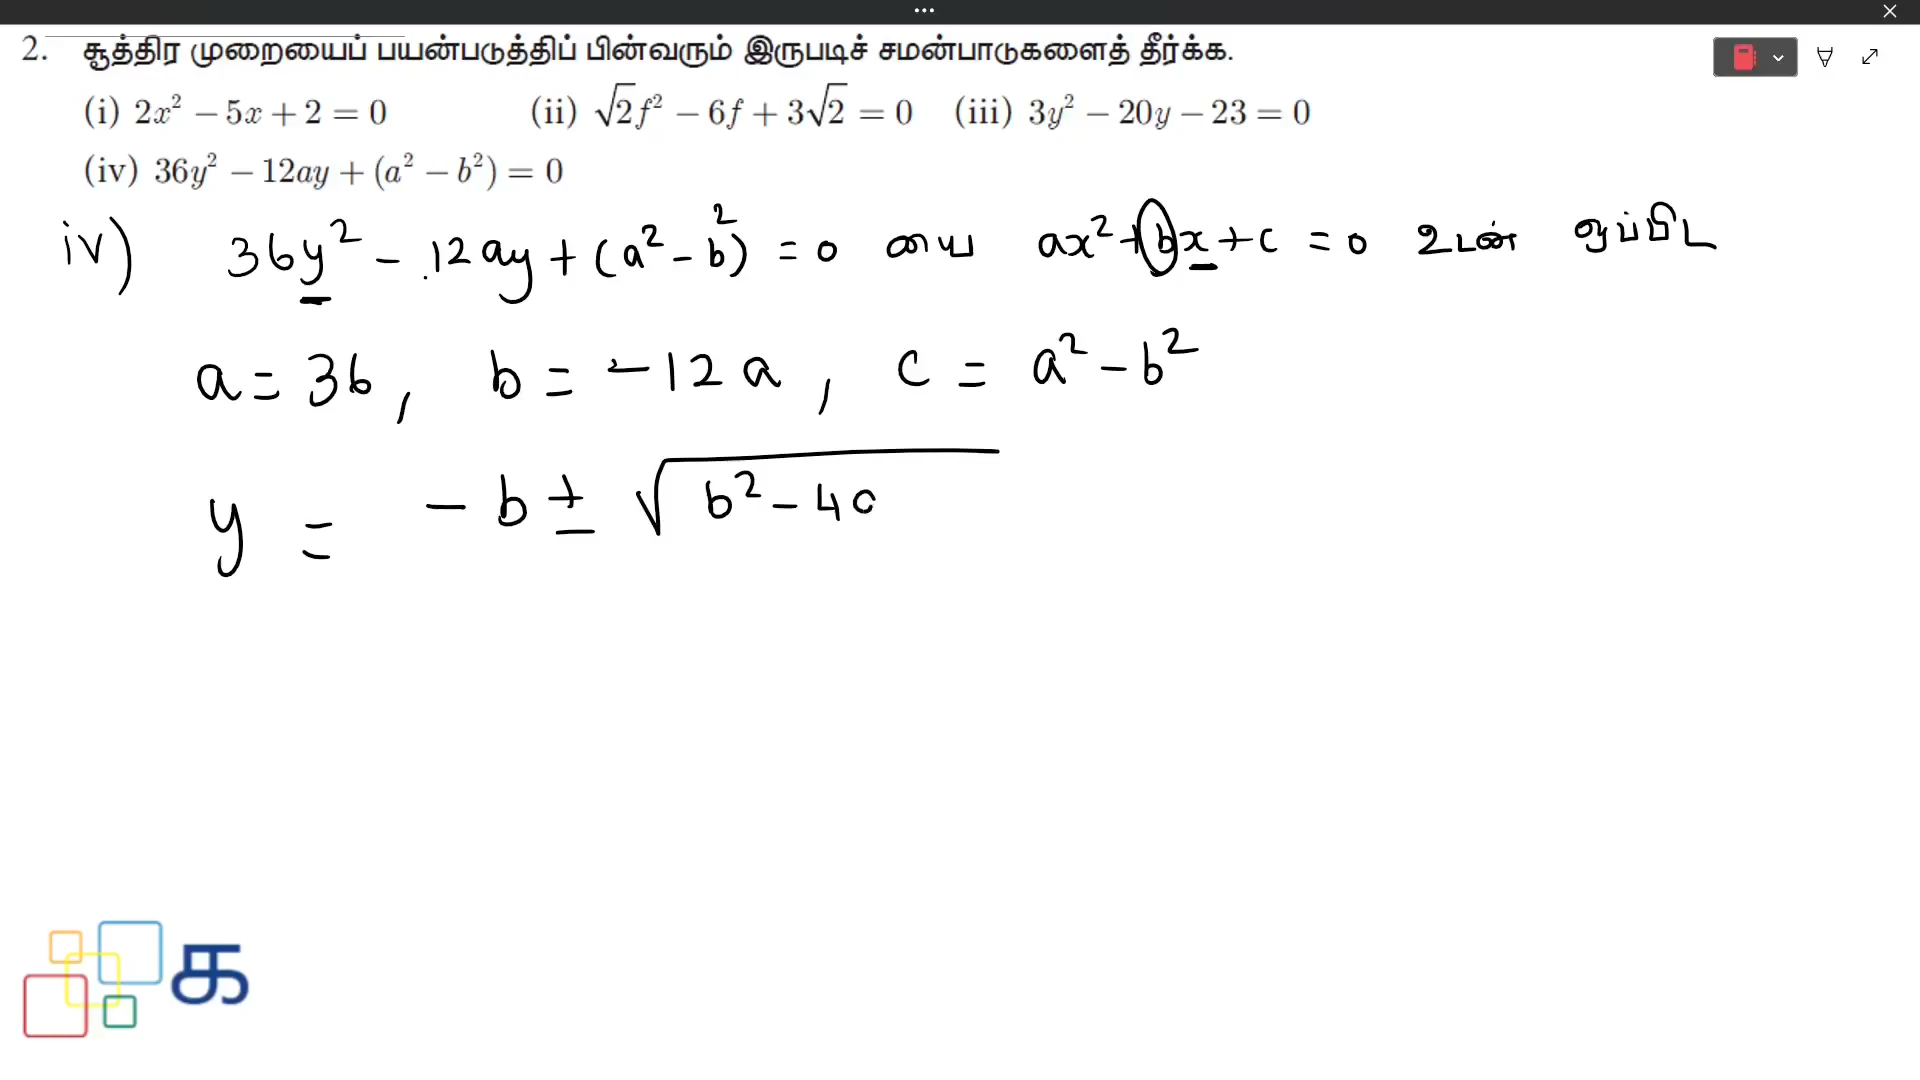 2. சூத்திர முறையைப் பயன்படுத்திப் பின்வரும் இருபடிச் சமன்பாடுகளைத் தீர்க்க.
(i) 2x² − 5x + 2 = 0 (ii) √2f² − 6f + 3√2 = 0 (iii) 3y² − 20y − 23 = 0
(iv) 36y² − 12ay + (a² − b²) = 0
iv) 36y² − 12ay + (a² − b²) = 0 யை ax² + bx + c = 0 உடன் ஒப்பிட
a = 36, b = −12a, c = a² − b²
y = −b ± √b² − 4a
க